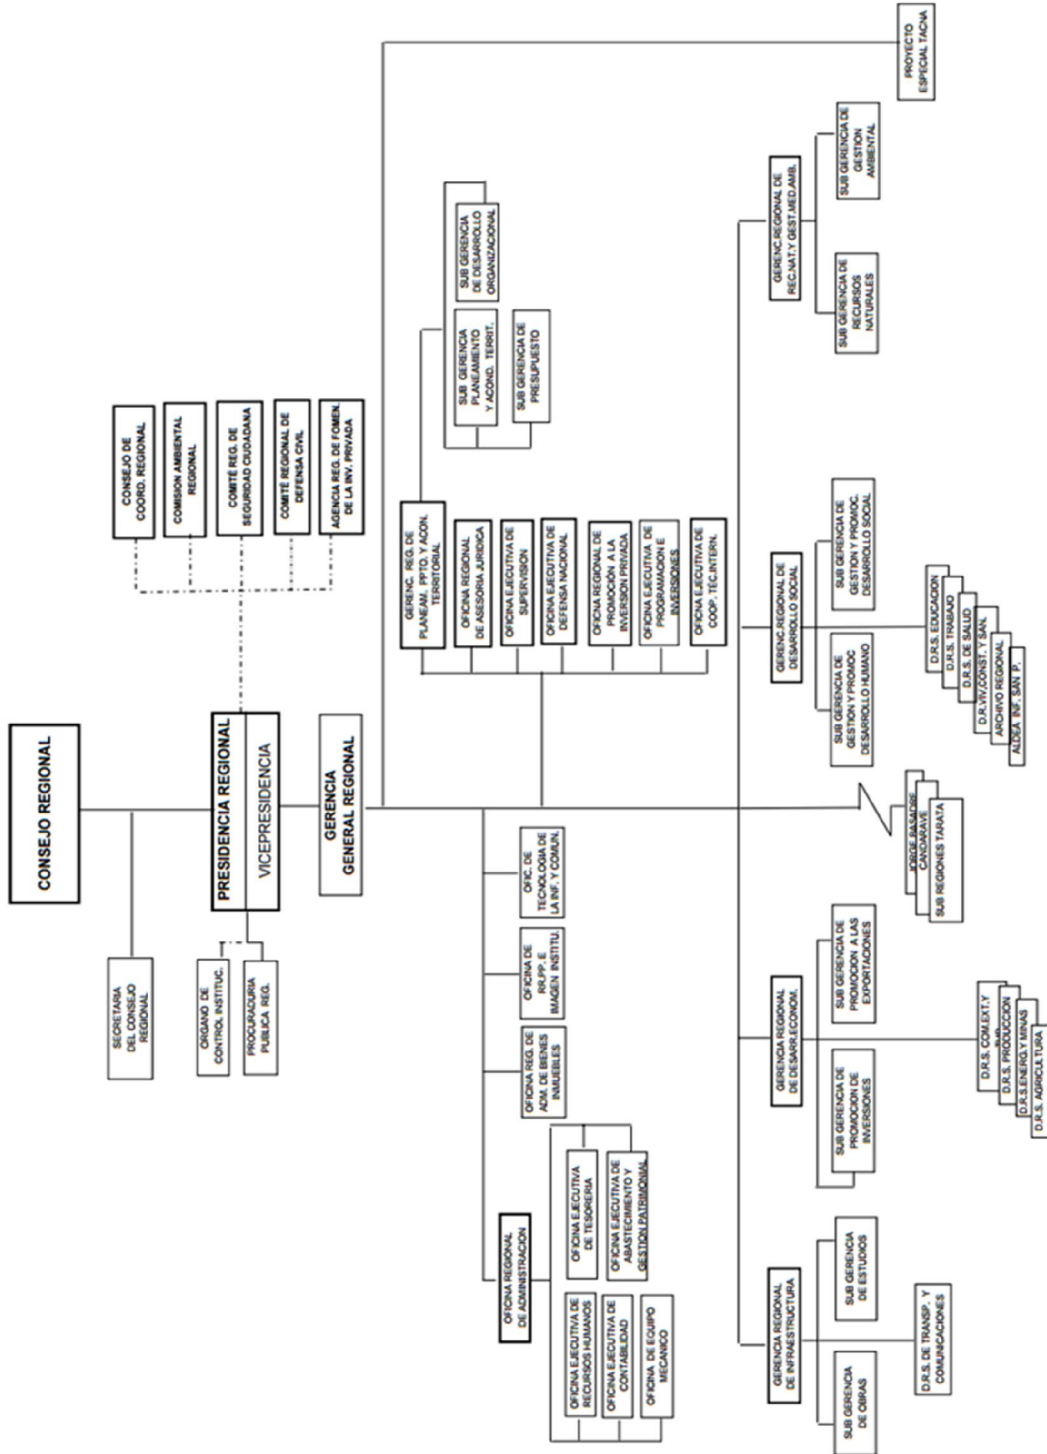 CONSEJO REGIONAL
SECRETARIA
DEL CONSEJO
REGIONAL
PRESIDENCIA REGIONAL
VICEPRESIDENCIA
ORGANO DE
CONTROL INSTITUC.
PROCURADURIA
PUBLICA REG.
CONSEJO DE
COORD. REGIONAL
COMISION AMBIENTAL
REGIONAL
COMITÉ REG. DE
SEGURIDAD CIUDADANA
COMITÉ REGIONAL DE
DEFENSA CIVIL
AGENCIA REG. DE FOMEN.
DE LA INV. PRIVADA
GERENCIA
GENERAL REGIONAL
OFICINA REGIONAL
DE ADMINISTRACION
OFICINA REG. DE
ADM. DE BIENES
INMUEBLES
OFICINA DE
RR.PP. E
IMAGEN INSTITU.
OFIC. DE
TECNOLOGIA DE
LA INF. Y COMUN.
OFICINA EJECUTIVA DE
RECURSOS HUMANOS
OFICINA EJECUTIVA DE
CONTABILIDAD
OFICINA DE EQUIPO
MECANICO
OFICINA EJECUTIVA
DE TESORERIA
OFICINA EJECUTIVA DE
ABASTECIMIENTO Y
GESTION PATRIMONIAL
GERENC. REG. DE
PLANEAM. PPTO. Y ACON.
TERRITORIAL
OFICINA REGIONAL
DE ASESORIA JURIDICA
OFICINA EJECUTIVA DE
SUPERVISION
OFICINA EJECUTIVA DE
DEFENSA NACIONAL
OFICNA REGIONAL DE
PROMOCIÓN A LA
INVERSION PRIVADA
OFICINA EJECUTIVA DE
PROGRAMACION E
INVERSIONES
OFICNA EJECUTIVA DE
COOP. TEC.INTERN.
SUB GERENCIA
PLANEAMIENTO
Y ACOND. TERRIT.
SUB GERENCIA
DE DESARROLLO
ORGANIZACIONAL
SUB GERENCIA DE
PRESUPUESTO
GERENCIA REGIONAL
DE INFRAESTRUCTURA
SUB GERENCIA
DE OBRAS
SUB GERENCIA
DE ESTUDIOS
D.R.S. DE TRANSP. Y
COMUNICACIONES
GERENCIA REGIONAL
DE DESARR.ECONOM.
SUB GERENCIA DE
PROMOCION DE
INVERSIONES
SUB GERENCIA DE
PROMOCION A LAS
EXPORTACIONES
D.R.S. COM.EXT.Y
D.R.S. PRODUCCION
D.R.S.ENERG.Y MINAS
D.R.S. AGRICULTURA
JORGE BASADRE
CANDARAVE
SUB REGIONES TARATA
GERENC.REGIONAL DE
DESARROLLO SOCIAL
SUB GERENCIA DE
GESTION Y PROMOC
DESARROLLO HUMANO
SUB GERENCIA DE
GESTION Y PROMOC.
DESARROLLO SOCIAL
D.R.S. EDUCACION
D.R.S. TRABAJO
D.R.S. DE SALUD
D.R.VIV,CONST. Y SAN.
ARCHIVO REGIONAL
ALDEA INF. SAN P.
GERENC.REGIONAL DE
REC.NAT.Y GEST.MED.AMB.
SUB GERENCIA DE
RECURSOS
NATURALES
SUB GERENCIA DE
GESTION
AMBIENTAL
PROYECTO
ESPECIAL TACNA